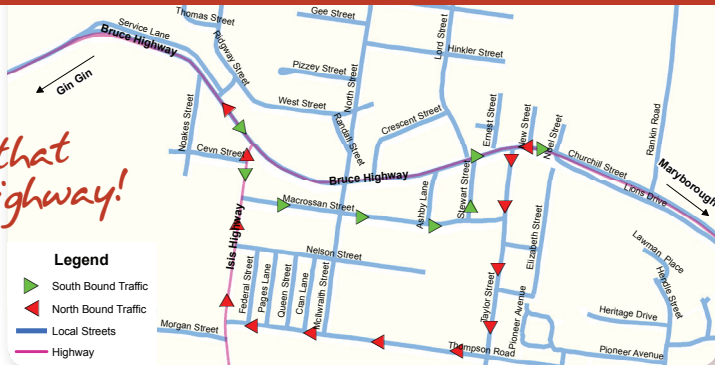 Thomas Street
Gee Street
Service Lane
Bruce Highway
Ridgway Street
Lord Street
Hinkler Street
Gin Gin
Pizzey Street
North Street
Rankin Road
West Street
Noakes Street
Randall Street
Crescent Street
Ernest Street
New Street
Noel Street
that
Cevn Street
Churchill Street
Maryborough
ghway!
Bruce Highway
Lions Drive
Macrossan Street
Ashby Lane
Stewart Street
Isis Highway
Elizabeth Street
Lawman Place
Legend
Nelson Street
South Bound Traffic
Federal Street
Pages Lane
Queen Street
Cran Lane
McIlwraith Street
Taylor Street
Pioneer Avenue
Hendle Street
North Bound Traffic
Heritage Drive
Local Streets
Morgan Street
Highway
Thompson Road
Pioneer Avenue